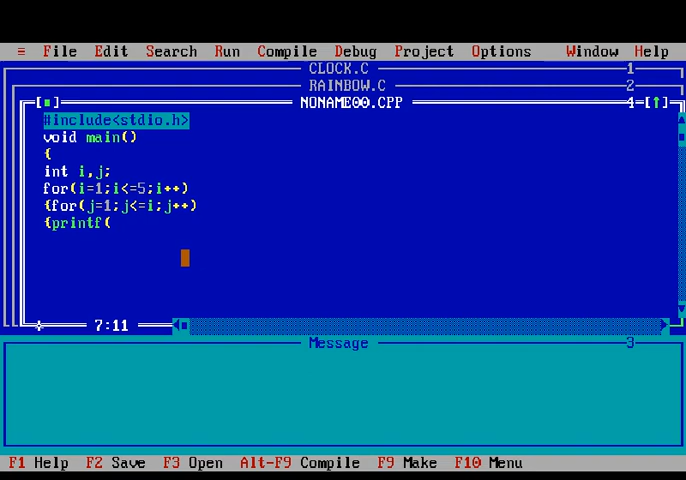 ≡ File Edit Search Run Compile Debug Project Options Window Help
CLOCK.C 1
RAINBOW.C 2
[■] NONAME00.CPP 4=[↑]
#include<stdio.h>
void main()
{
int i,j;
for(i=1;i<=5;i++)
{for(j=1;j<=i;j++)
{printf(
7:11
Message 3
F1 Help F2 Save F3 Open Alt-F9 Compile F9 Make F10 Menu